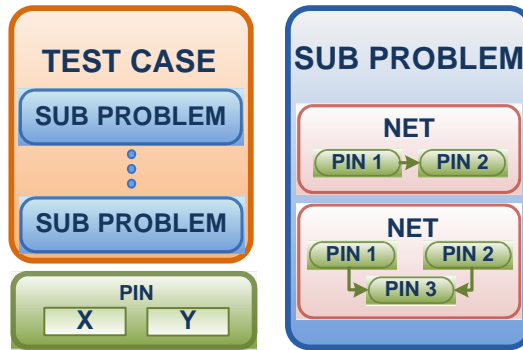 TEST CASE
SUB PROBLEM
SUB PROBLEM
PIN
X Y
SUB PROBLEM
NET
PIN 1 PIN 2
NET
PIN 1 PIN 2
PIN 3